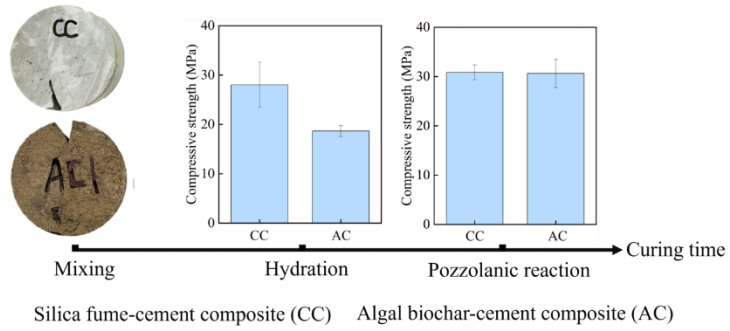 CC
AC1
Compressive strength (MPa)
40
30
20
10
0
CC
AC
Compressive strength (MPa)
40
30
20
10
0
CC
AC
Mixing
Hydration
Pozzolanic reaction
Curing time
Silica fume-cement composite (CC)
Algal biochar-cement composite (AC)